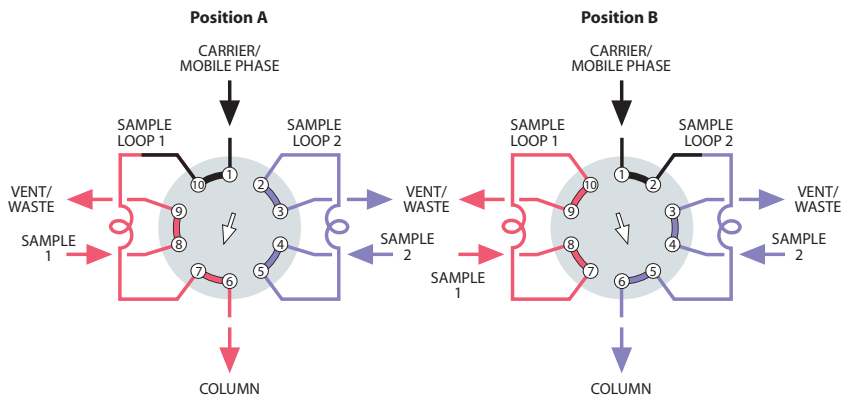 Position A
CARRIER/
MOBILE PHASE
SAMPLE
LOOP 1
SAMPLE
LOOP 2
1
10
2
VENT/
WASTE
9
3
VENT/
WASTE
SAMPLE
1
8
4
SAMPLE
2
7
6
5
COLUMN
Position B
CARRIER/
MOBILE PHASE
SAMPLE
LOOP 1
SAMPLE
LOOP 2
1
2
10
VENT/
WASTE
9
3
VENT/
WASTE
SAMPLE
1
8
4
SAMPLE
2
7
6
5
COLUMN